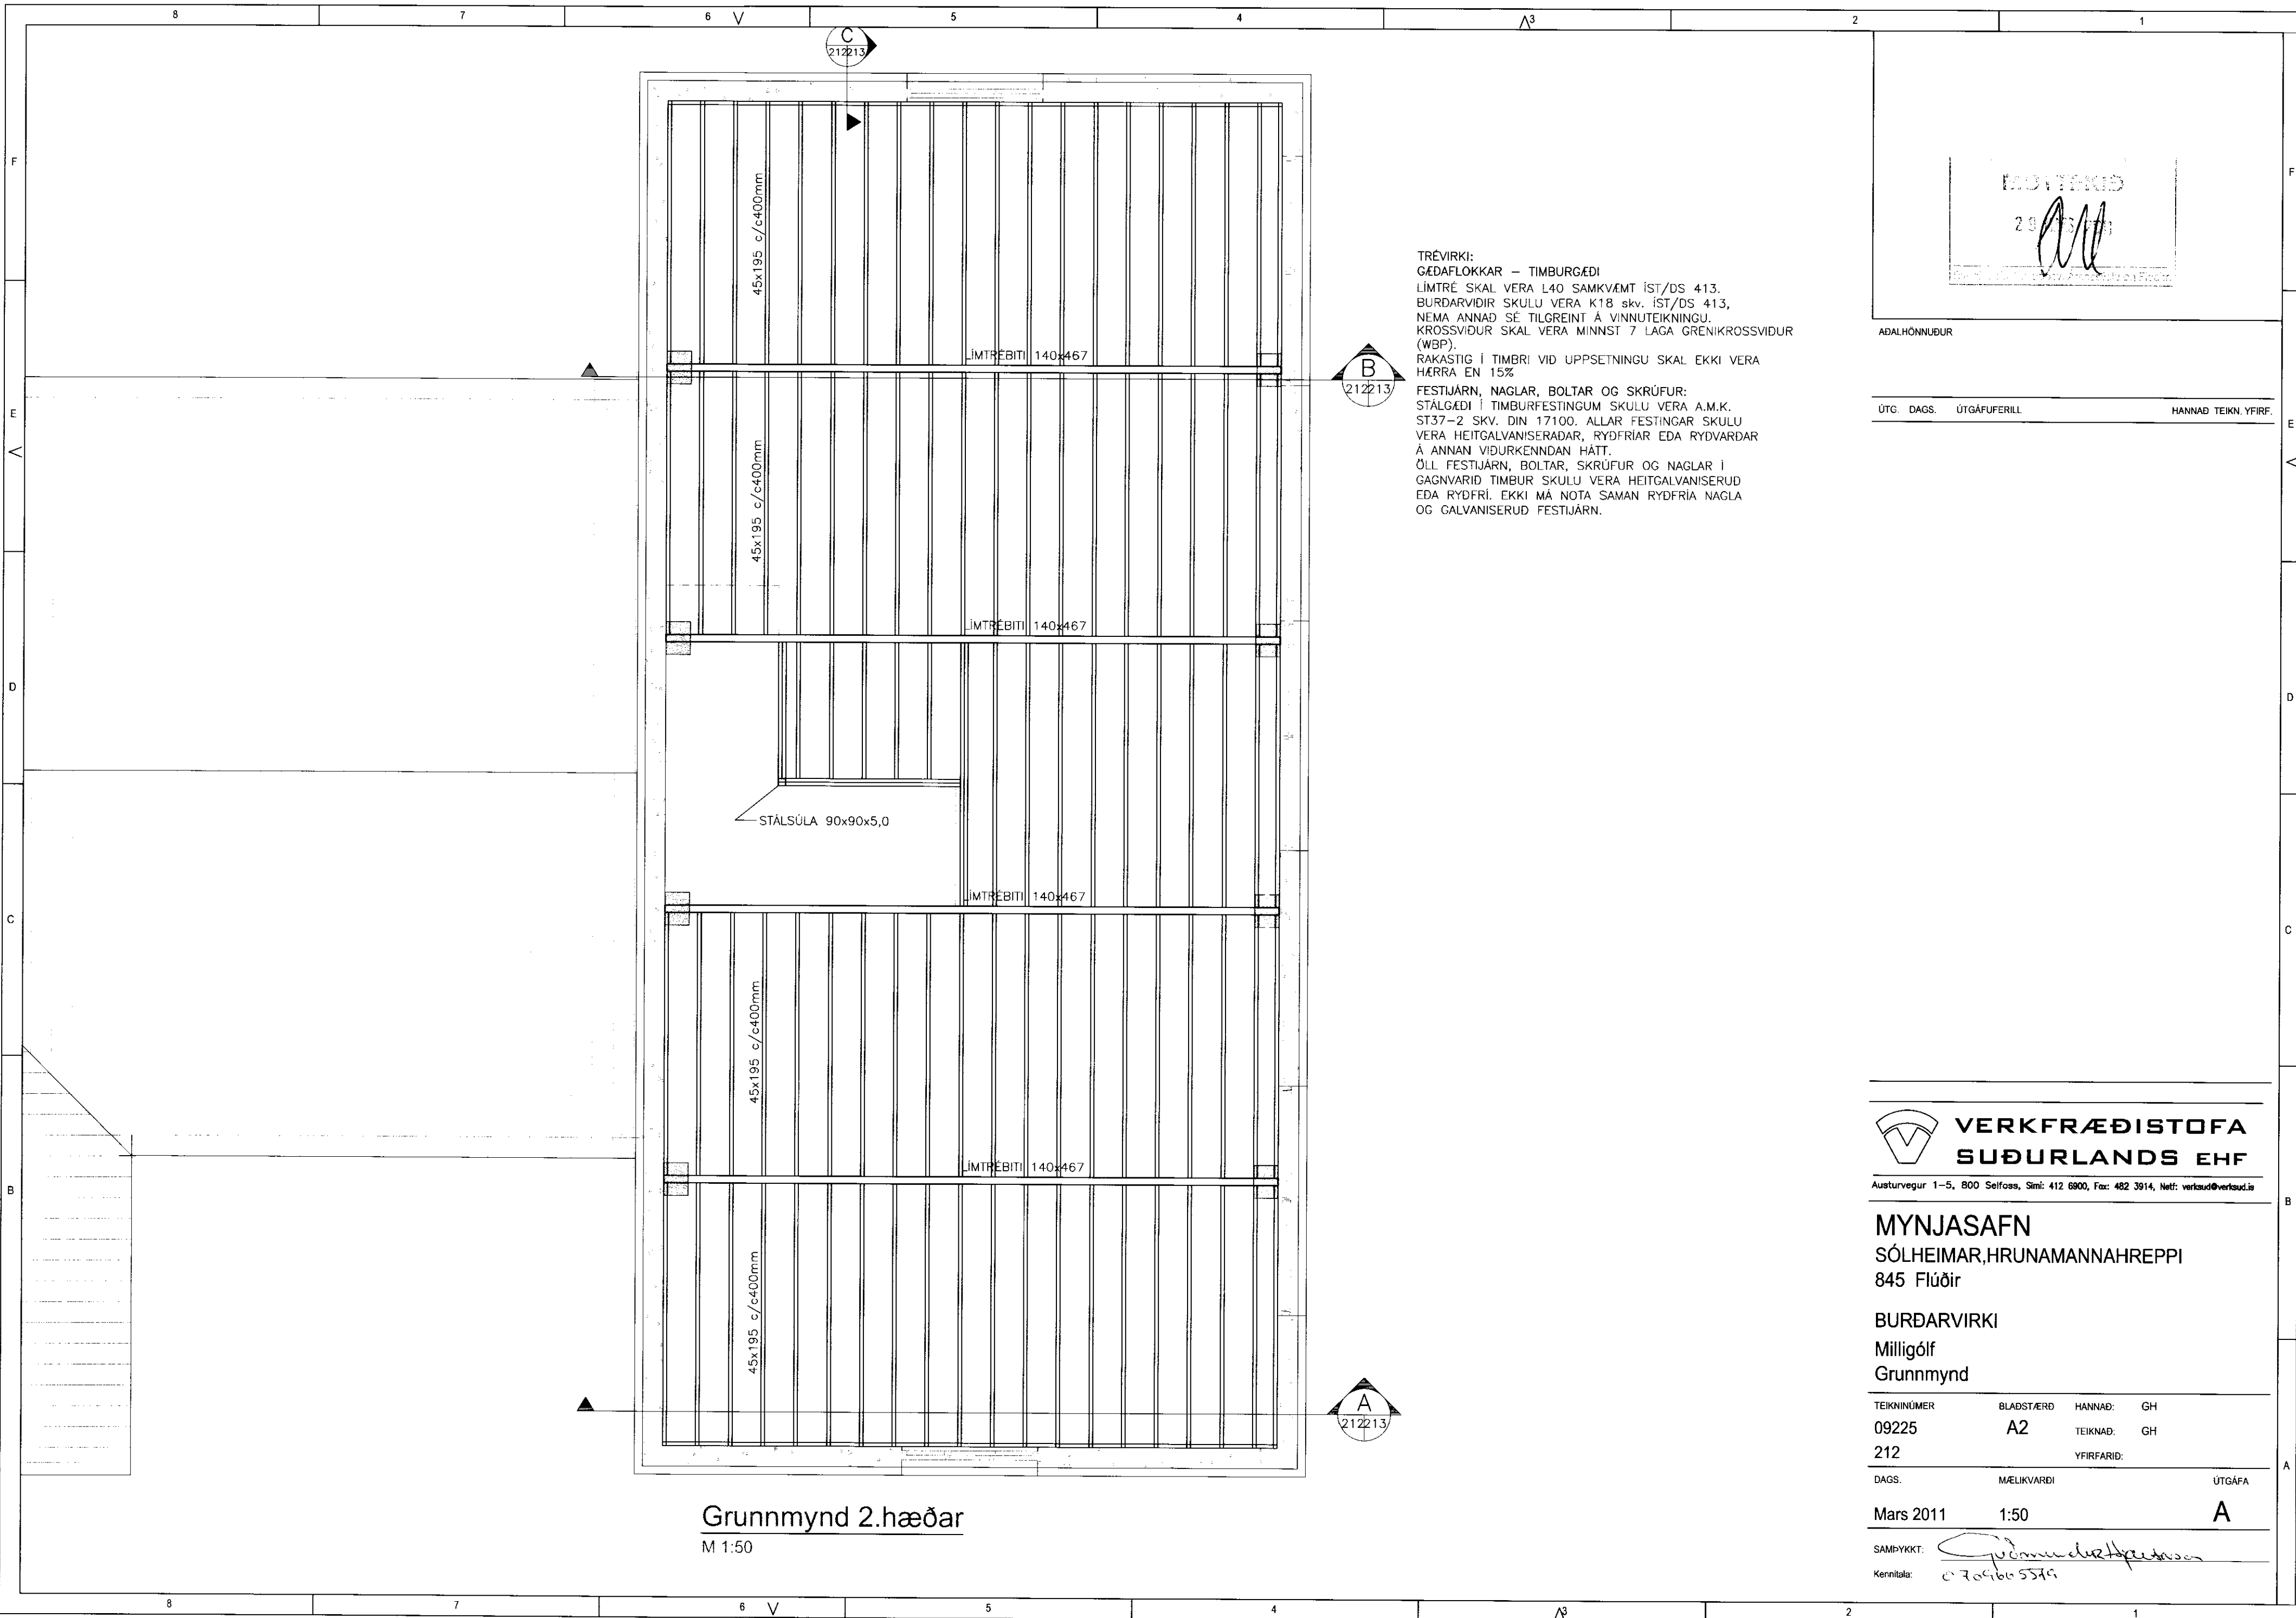 8 7 6 5 4 3 2 1
C
212213
F
F
45x195 c/c400mm
TRÉVIRKI:
GÆÐAFLOKKAR – TIMBURGÆÐI
LÍMTRÉ SKAL VERA L40 SAMKVÆMT ÍST/DS 413.
BURÐARVIÐIR SKULU VERA K18 skv. ÍST/DS 413,
NEMA ANNAÐ SÉ TILGREINT Á VINNUTEIKNINGU.
KROSSVIÐUR SKAL VERA MINNST 7 LAGA GRENIKROSSVIÐUR
(WBP).
RAKASTIG Í TIMBRI VIÐ UPPSETNINGU SKAL EKKI VERA
HÆRRA EN 15%
FESTIJÁRN, NAGLAR, BOLTAR OG SKRÚFUR:
STÁLGÆÐI Í TIMBURFESTINGUM SKULU VERA A.M.K.
ST37-2 SKV. DIN 17100. ALLAR FESTINGAR SKULU
VERA HEITGALVANISERAÐAR, RYÐFRÍAR EÐA RYÐVARÐAR
Á ANNAN VIÐURKENNDAN HÁTT.
ÖLL FESTIJÁRN, BOLTAR, SKRÚFUR OG NAGLAR Í
GAGNVARIÐ TIMBUR SKULU VERA HEITGALVANISERUÐ
EÐA RYÐFRÍ. EKKI MÁ NOTA SAMAN RYÐFRÍA NAGLA
OG GALVANISERUÐ FESTIJÁRN.
AÐALHÖNNUÐUR
ÚTG. DAGS. ÚTGÁFUFERILL HANNAÐ TEIKN. YFIRF.
LÍMTRÉBITI 140x467
B
212213
E
E
45x195 c/c400mm
LÍMTRÉBITI 140x467
D
D
STÁLSÚLA 90x90x5,0
LÍMTRÉBITI 140x467
C
C
45x195 c/c400mm
LÍMTRÉBITI 140x467
B
B
45x195 c/c400mm
A
212213
A
VERKFRÆÐISTOFA
SUÐURLANDS EHF
Austurvegur 1-5, 800 Selfoss, Sími: 412 6900, Fax: 482 3914, Netf: verksud@verksud.is
MYNJASAFN
SÓLHEIMAR,HRUNAMANNAHREPPI
845 Flúðir
BURÐARVIRKI
Milligólf
Grunnmynd
TEIKNINÚMER BLAÐSTÆRÐ HANNAÐ: GH
09225 A2 TEIKNAÐ: GH
212 YFIRFARIÐ:
DAGS. MÆLIKVARÐI ÚTGÁFA
Mars 2011 1:50 A
SAMÞYKKT:
Kennitala:
Grunnmynd 2.hæðar
M 1:50
8 7 6 5 4 3 2 1